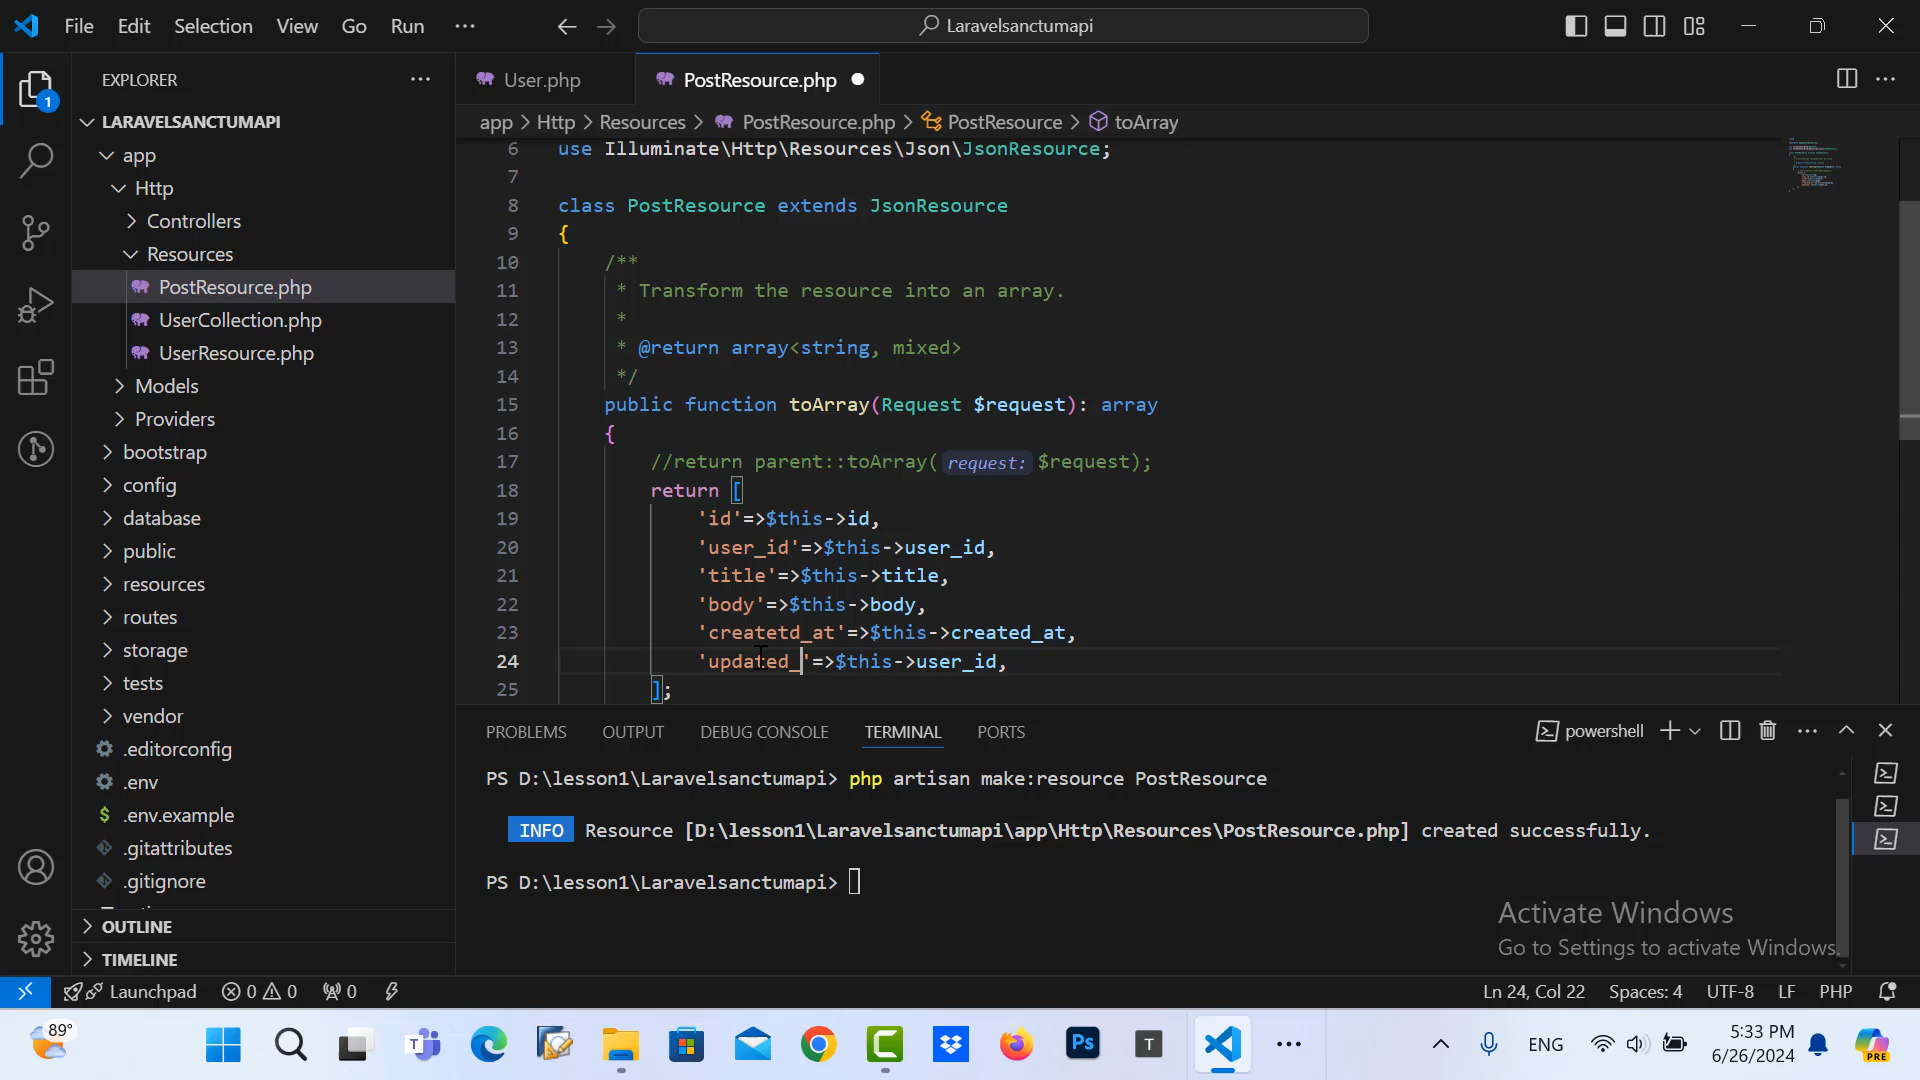 File Edit Selection View Go Run ···
Laravelsanctumapi
EXPLORER
1
LARAVELSANCTUMAPI
app
Http
Controllers
Resources
PostResource.php
UserCollection.php
UserResource.php
Models
Providers
bootstrap
config
database
public
resources
routes
storage
tests
vendor
.editorconfig
.env
.env.example
.gitattributes
.gitignore
OUTLINE
TIMELINE
User.php PostResource.php
app > Http > Resources > PostResource.php > PostResource > toArray
6 use Illuminate\Http\Resources\Json\JsonResource;
7
8 class PostResource extends JsonResource
9 {
10 /**
11 * Transform the resource into an array.
12 *
13 * @return array<string, mixed>
14 */
15 public function toArray(Request $request): array
16 {
17 //return parent::toArray(request: $request);
18 return [
19 'id'=>$this->id,
20 'user_id'=>$this->user_id,
21 'title'=>$this->title,
22 'body'=>$this->body,
23 'createtd_at'=>$this->created_at,
24 'updated_'=>$this->user_id,
25 ];
PROBLEMS OUTPUT DEBUG CONSOLE TERMINAL PORTS
powershell
PS D:\lesson1\Laravelsanctumapi> php artisan make:resource PostResource
INFO Resource [D:\lesson1\Laravelsanctumapi\app\Http\Resources\PostResource.php] created successfully.
PS D:\lesson1\Laravelsanctumapi>
Activate Windows
Go to Settings to activate Windows.
Launchpad 0 0 0
Ln 24, Col 22 Spaces: 4 UTF-8 LF PHP
89°
Ps
T
ENG
5:33 PM
6/26/2024
PRE